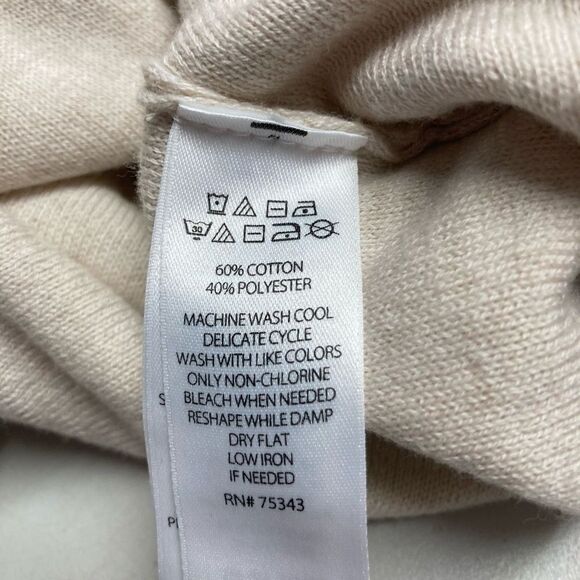 30
60% COTTON
40% POLYESTER
MACHINE WASH COOL
DELICATE CYCLE
WASH WITH LIKE COLORS
ONLY NON-CHLORINE
BLEACH WHEN NEEDED
RESHAPE WHILE DAMP
DRY FLAT
LOW IRON
IF NEEDED
RN# 75343